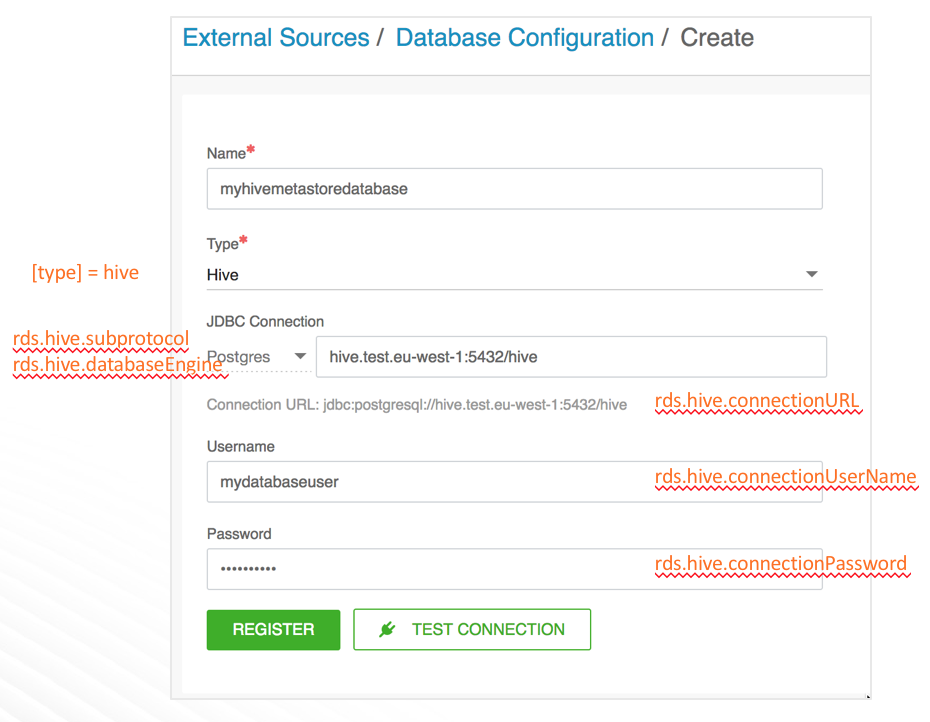 External Sources / Database Configuration / Create
Name*
myhivemetastoredatabase
Type*
[type] = hive
Hive
JDBC Connection
rds.hive.subprotocol
Postgres
hive.test.eu-west-1:5432/hive
rds.hive.databaseEngine
Connection URL: jdbc:postgresql://hive.test.eu-west-1:5432/hive
rds.hive.connectionURL
Username
mydatabaseuser
rds.hive.connectionUserName
Password
••••••••••
rds.hive.connectionPassword
REGISTER
TEST CONNECTION